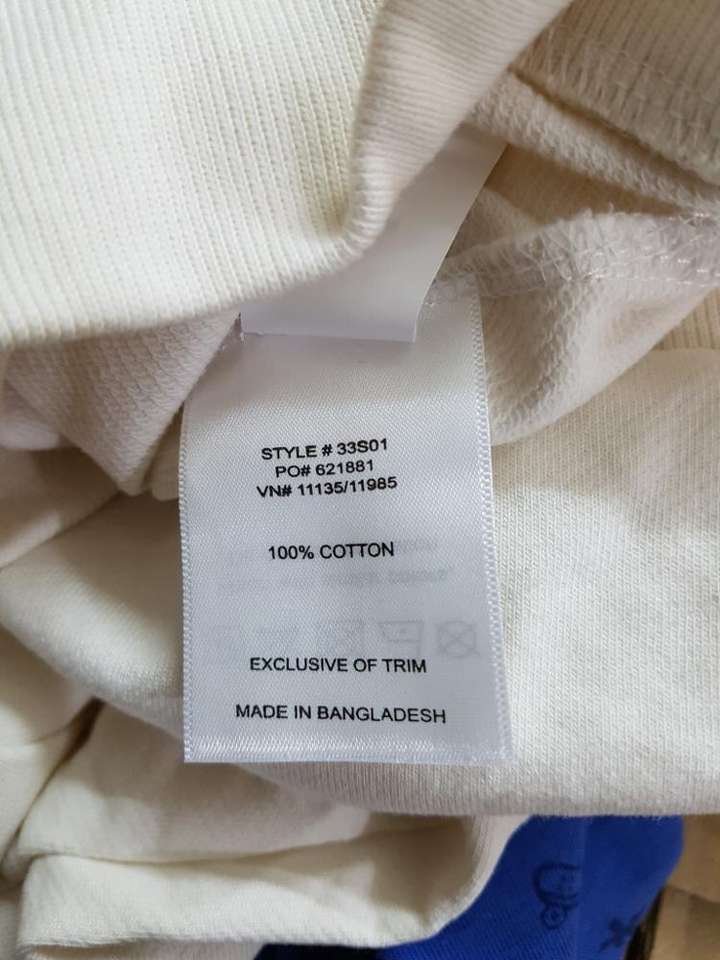 STYLE # 33S01
PO# 621881
VN# 11135/11985
100% COTTON
EXCLUSIVE OF TRIM
MADE IN BANGLADESH